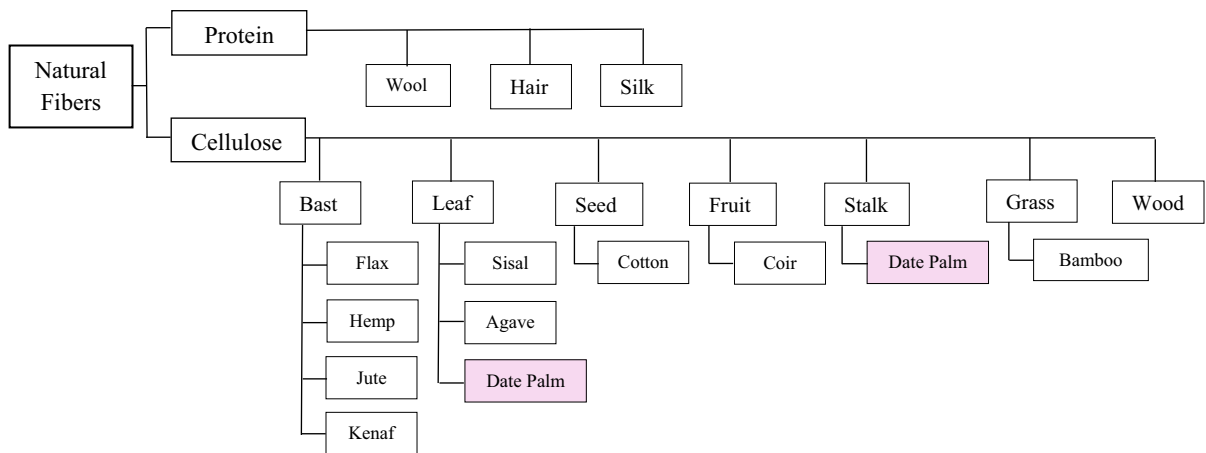 Natural
Fibers
Protein
Wool
Hair
Silk
Cellulose
Bast
Leaf
Seed
Fruit
Stalk
Grass
Wood
Flax
Hemp
Jute
Kenaf
Sisal
Agave
Date Palm
Cotton
Coir
Date Palm
Bamboo